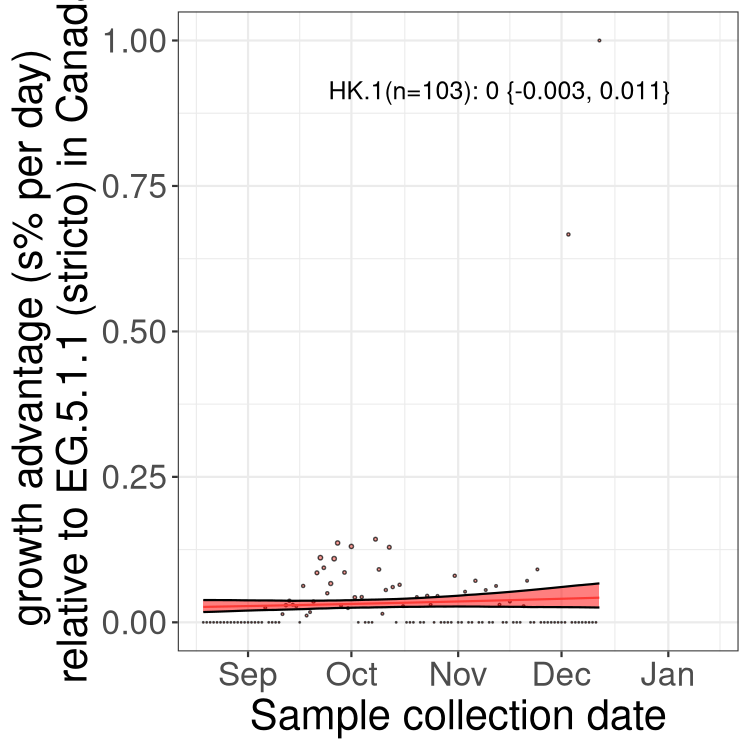 growth advantage (s% per day)
relative to EG.5.1.1 (stricto) in Canada
1.00
HK.1(n=103): 0 {-0.003, 0.011}
0.75
0.50
0.25
0.00
Sep Oct Nov Dec Jan
Sample collection date